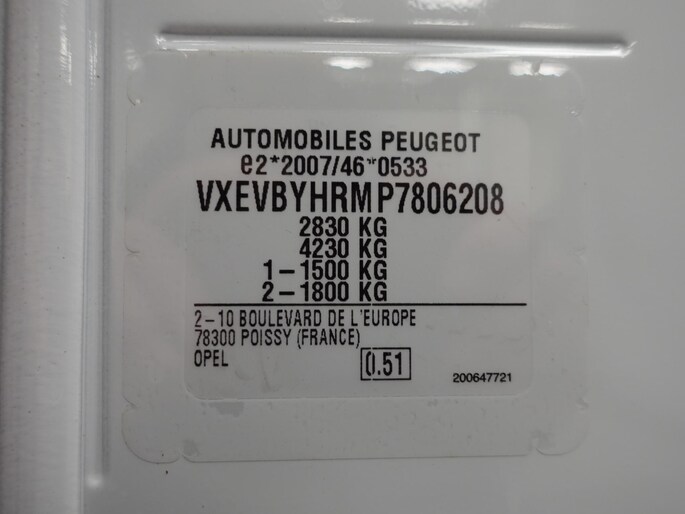 AUTOMOBILES PEUGEOT
e2*2007/46*0533
VXEVBYHRMP7806208
2830 KG
4230 KG
1-1500 KG
2-1800 KG
2-10 BOULEVARD DE L'EUROPE
78300 POISSY (FRANCE)
OPEL
0.51
200647721